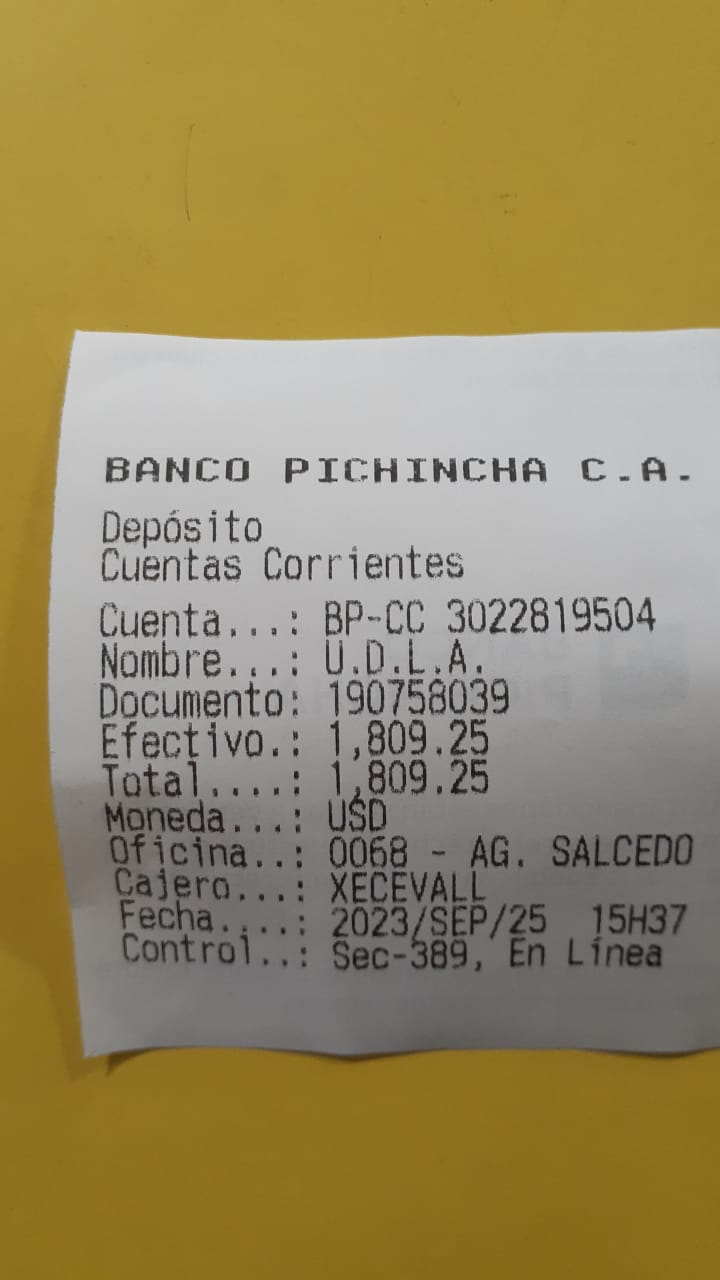 BANCO PICHINCHA C.A.
Depósito
Cuentas Corrientes
Cuenta...: BP-CC 3022819504
Nombre...: U.D.L.A.
Documento: 190758039
Efectivo.: 1,809.25
Total....: 1,809.25
Moneda...: USD
Oficina..: 0068 - AG. SALCEDO
Cajero...: XECEVALL
Fecha....: 2023/SEP/25 15H37
Control..: Sec-389, En Línea